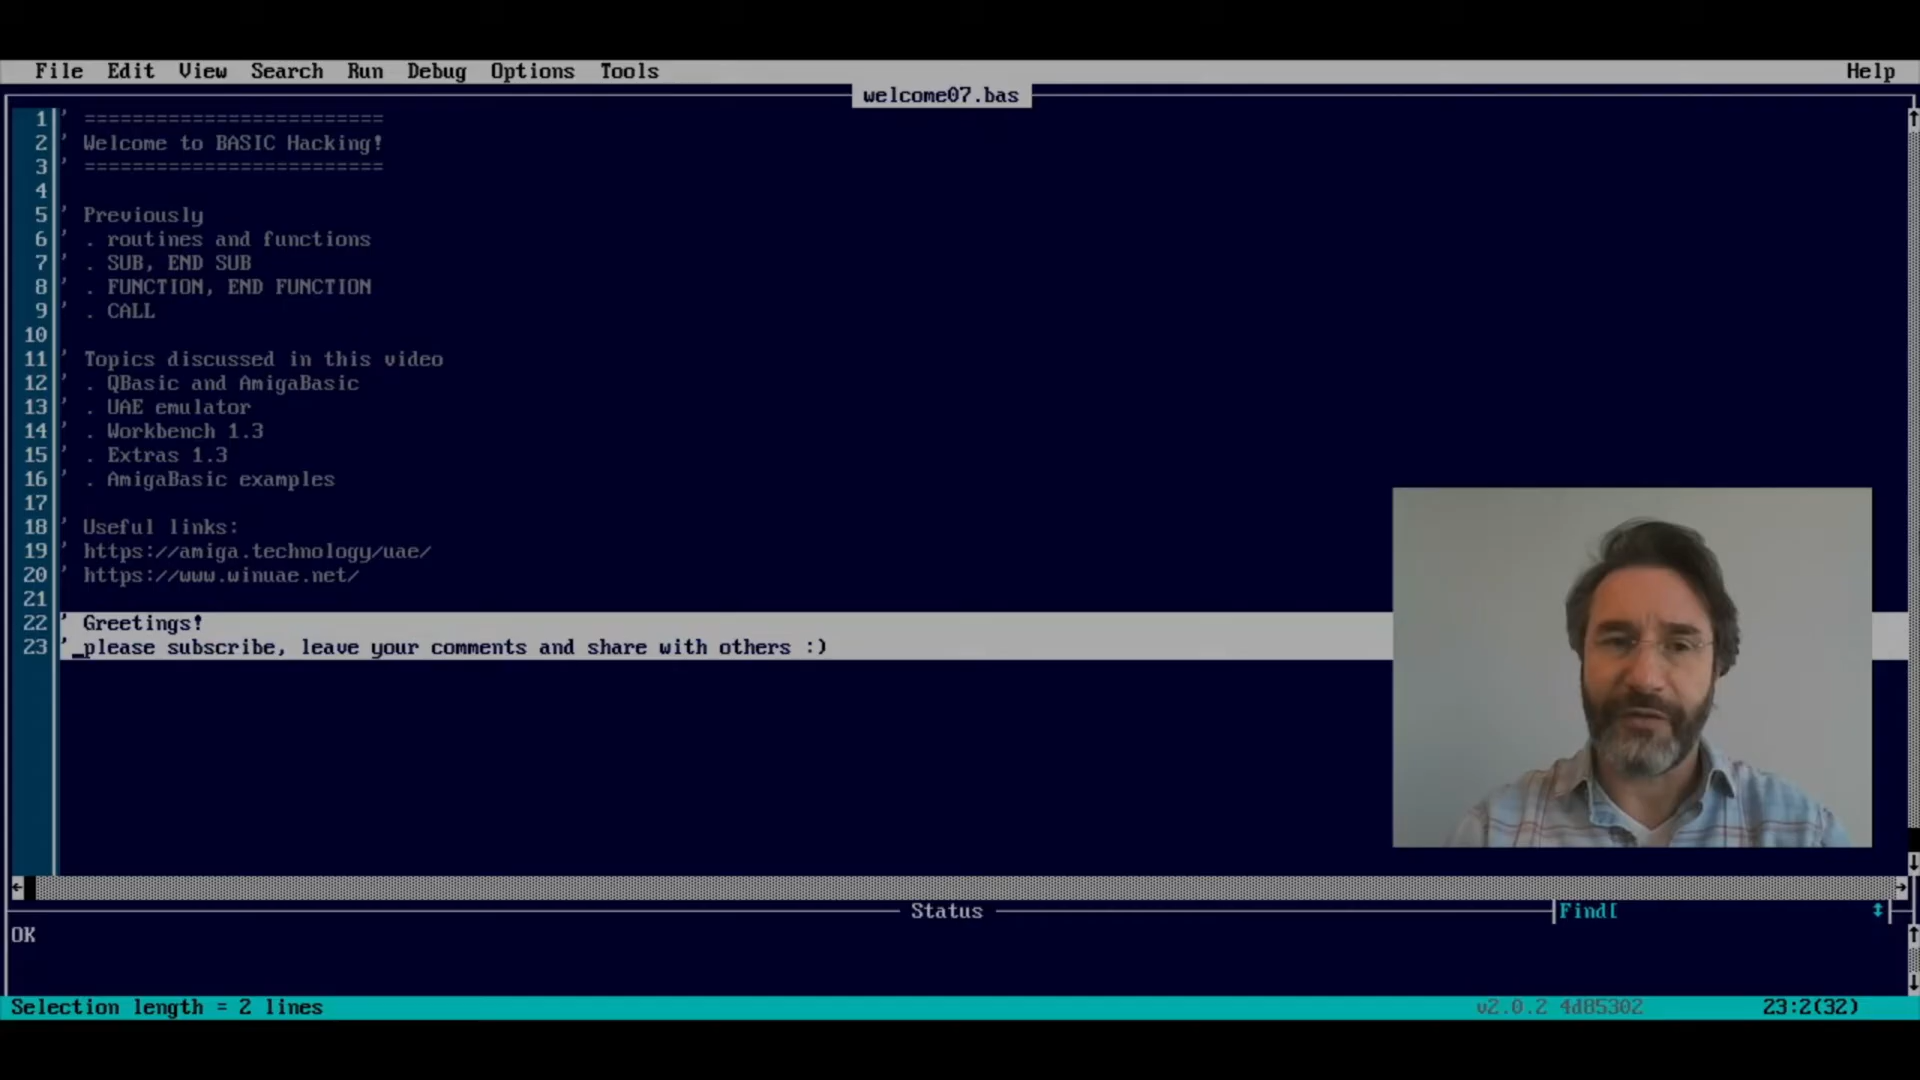 File Edit View Search Run Debug Options Tools Help
welcome07.bas
1 ' =========================
2 ' Welcome to BASIC Hacking!
3 ' =========================
4
5 ' Previously
6 ' . routines and functions
7 ' . SUB, END SUB
8 ' . FUNCTION, END FUNCTION
9 ' . CALL
10
11 ' Topics discussed in this video
12 ' . QBasic and AmigaBasic
13 ' . UAE emulator
14 ' . Workbench 1.3
15 ' . Extras 1.3
16 ' . AmigaBasic examples
17
18 ' Useful links:
19 ' https://amiga.technology/uae/
20 ' https://www.winuae.net/
21
22 ' Greetings!
23 ' please subscribe, leave your comments and share with others :)
Status Find[
OK
Selection length = 2 lines v2.0.2 4d85302 23:2(32)